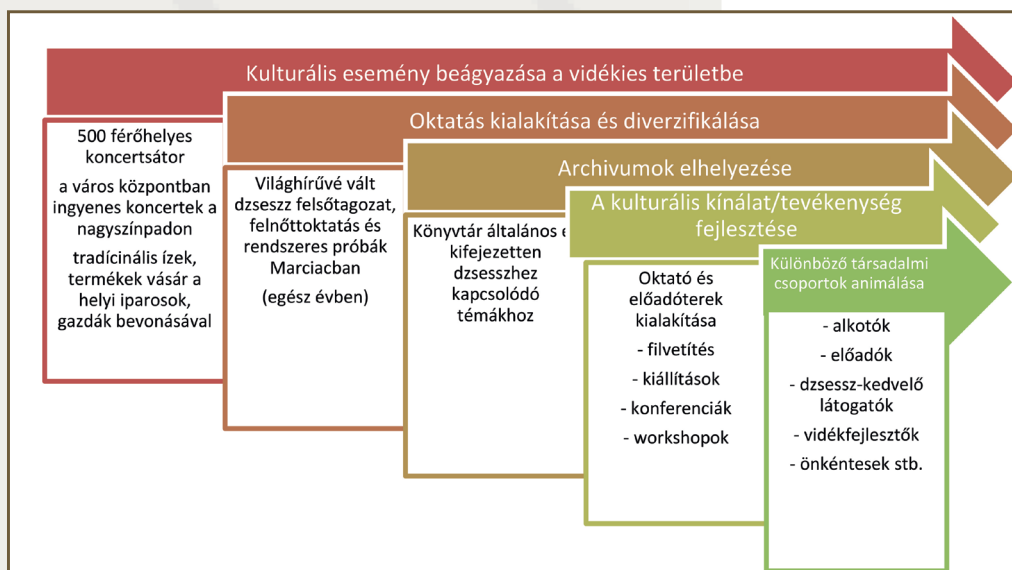 Kulturális esemény beágyazása a vidékies területbe
500 férőhelyes
koncertsátor
a város központban
ingyenes koncertek a
nagyszínpadon
tradícinális ízek,
termékek vásár a
helyi iparosok,
gazdák bevonásával
Oktatás kialakítása és diverzifikálása
Világhírűvé vált
dzseszz felsőtagozat,
felnőttoktatás és
rendszeres próbák
Marciacban
(egész évben)
Archivumok elhelyezése
Könyvtár általános
kifejezetten
dzsesszhez
kapcsolódó
témákhoz
A kulturális kínálat/tevékenység
fejlesztése
Oktató és
előadóterek
kialakítása
- filvetítés
- kiállítások
- konferenciák
- workshopok
Különböző társadalmi
csoportok animálása
- alkotók
- előadók
- dzsessz-kedvelő
látogatók
- vidékfejlesztők
- önkéntesek stb.